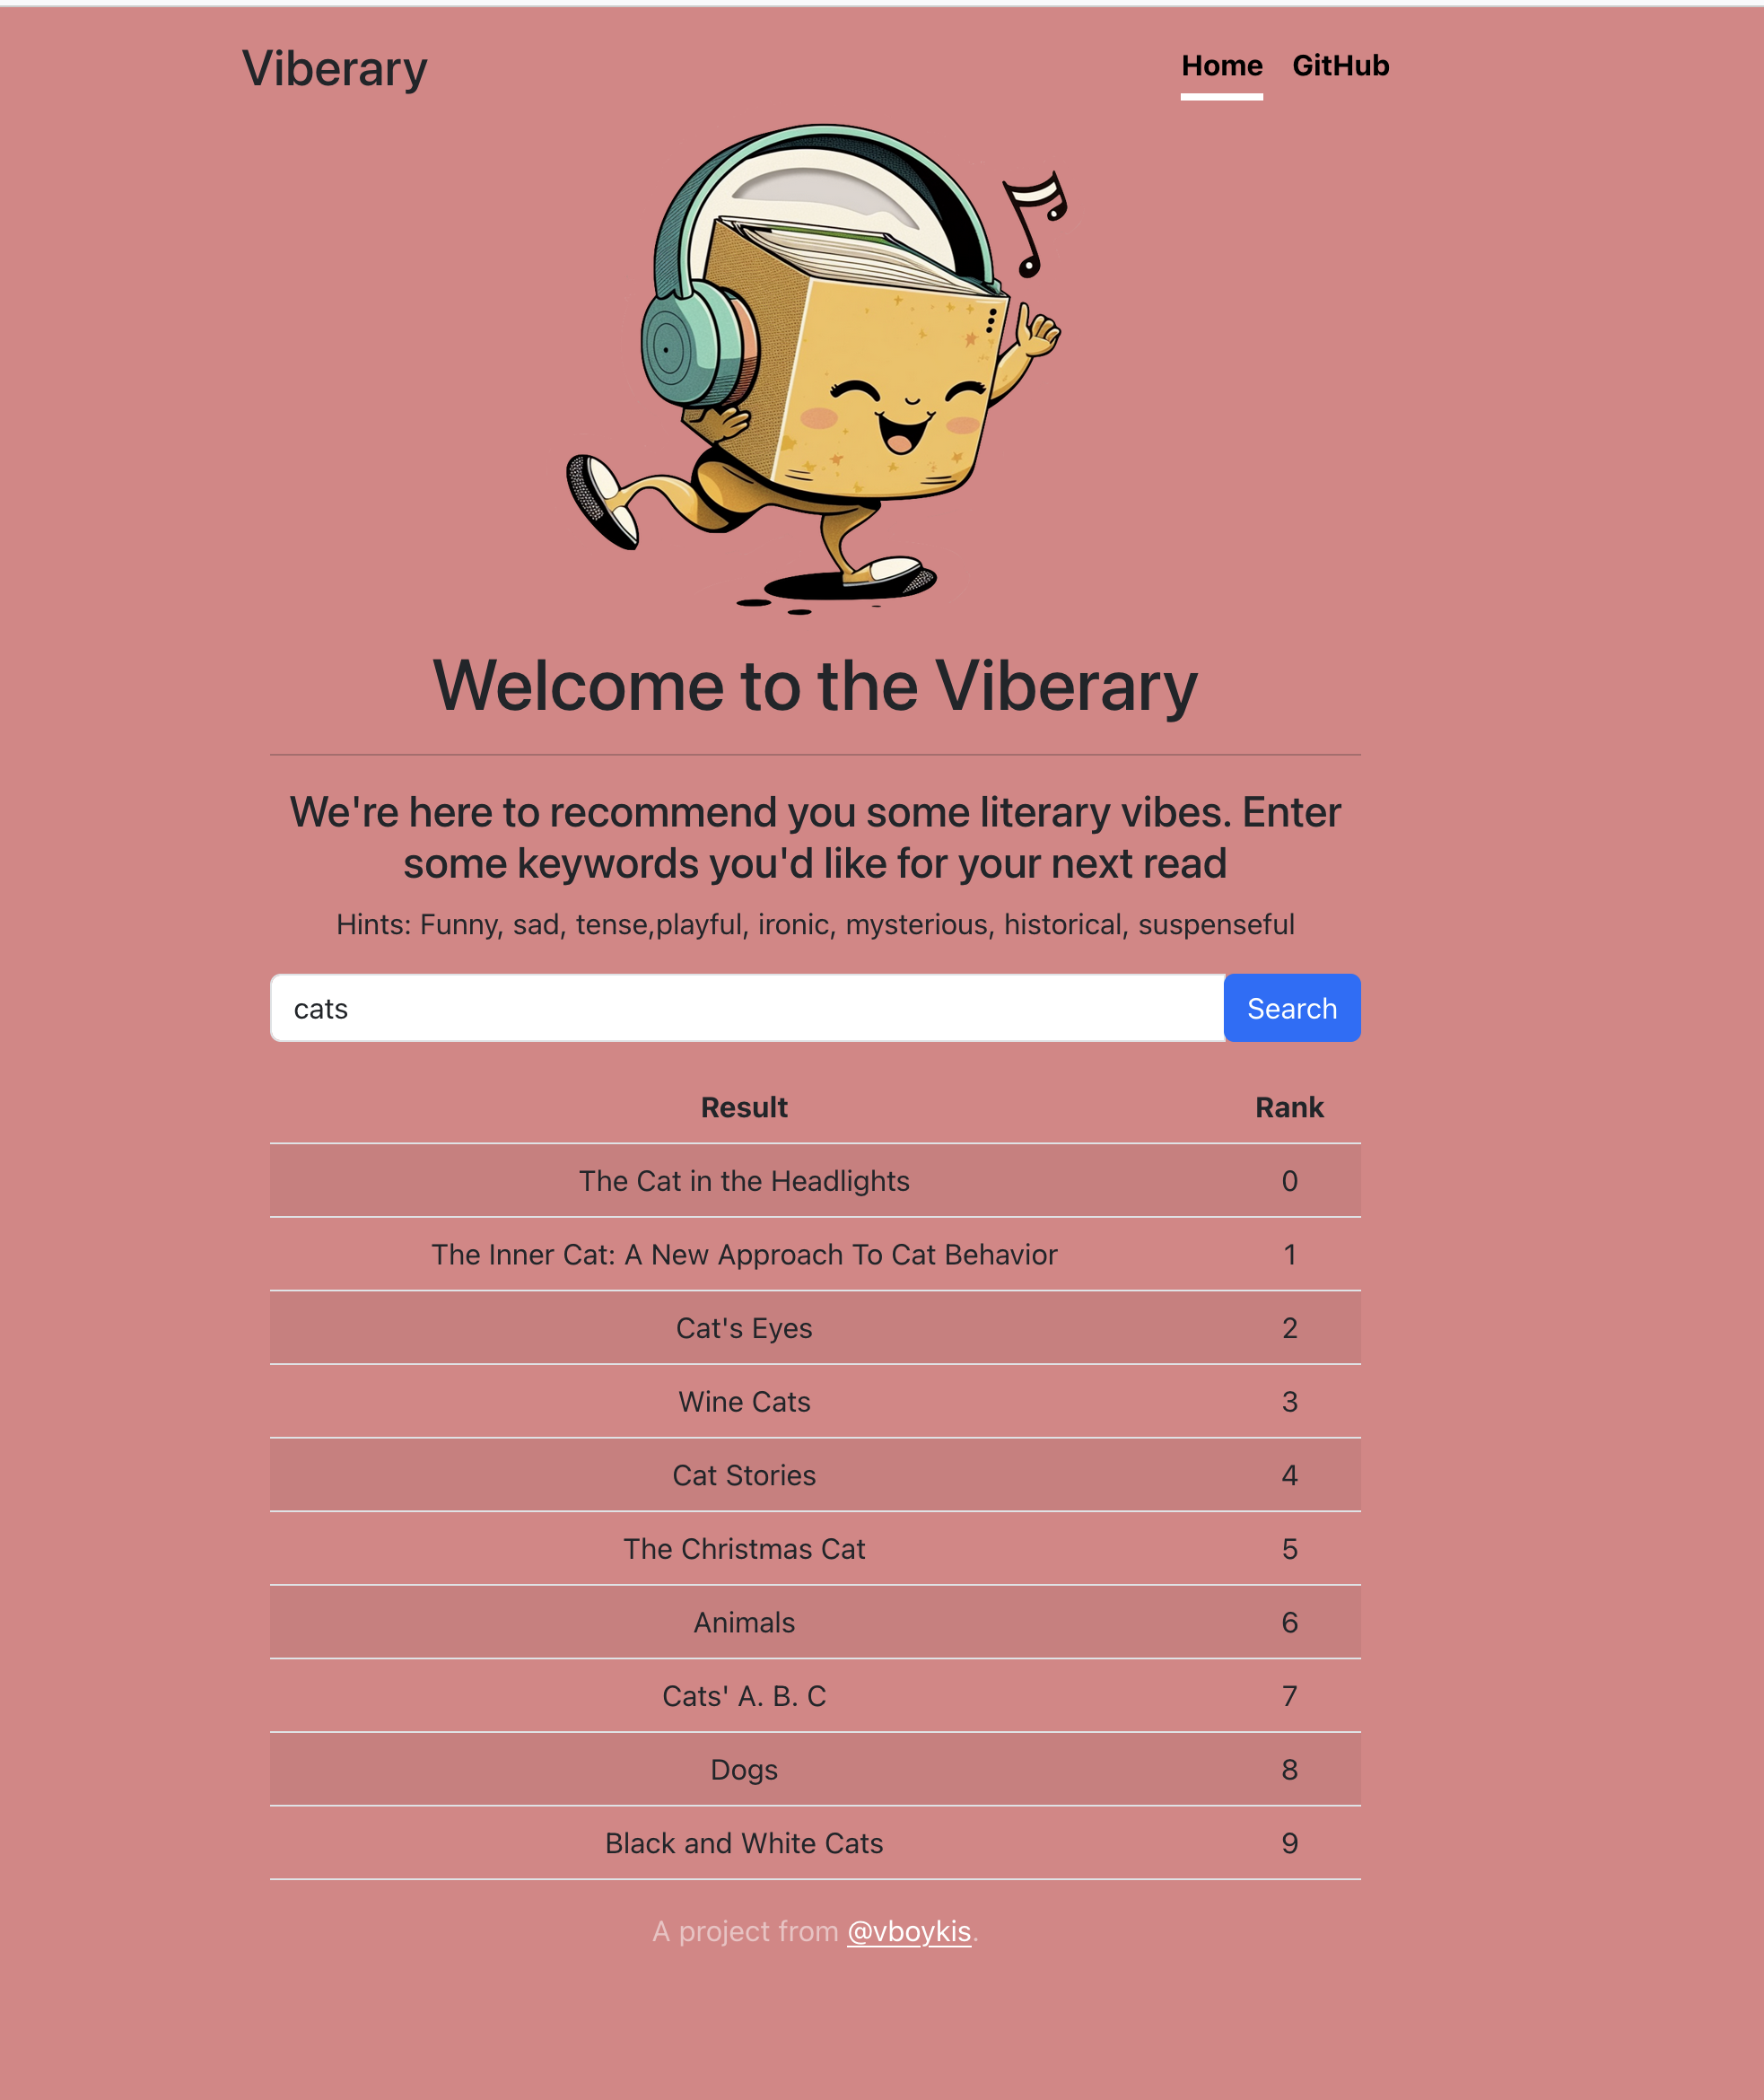 Viberary
Home GitHub
Welcome to the Viberary
We're here to recommend you some literary vibes. Enter
some keywords you'd like for your next read
Hints: Funny, sad, tense,playful, ironic, mysterious, historical, suspenseful
cats Search
Result Rank
The Cat in the Headlights 0
The Inner Cat: A New Approach To Cat Behavior 1
Cat's Eyes 2
Wine Cats 3
Cat Stories 4
The Christmas Cat 5
Animals 6
Cats' A. B. C 7
Dogs 8
Black and White Cats 9
A project from @vboykis.